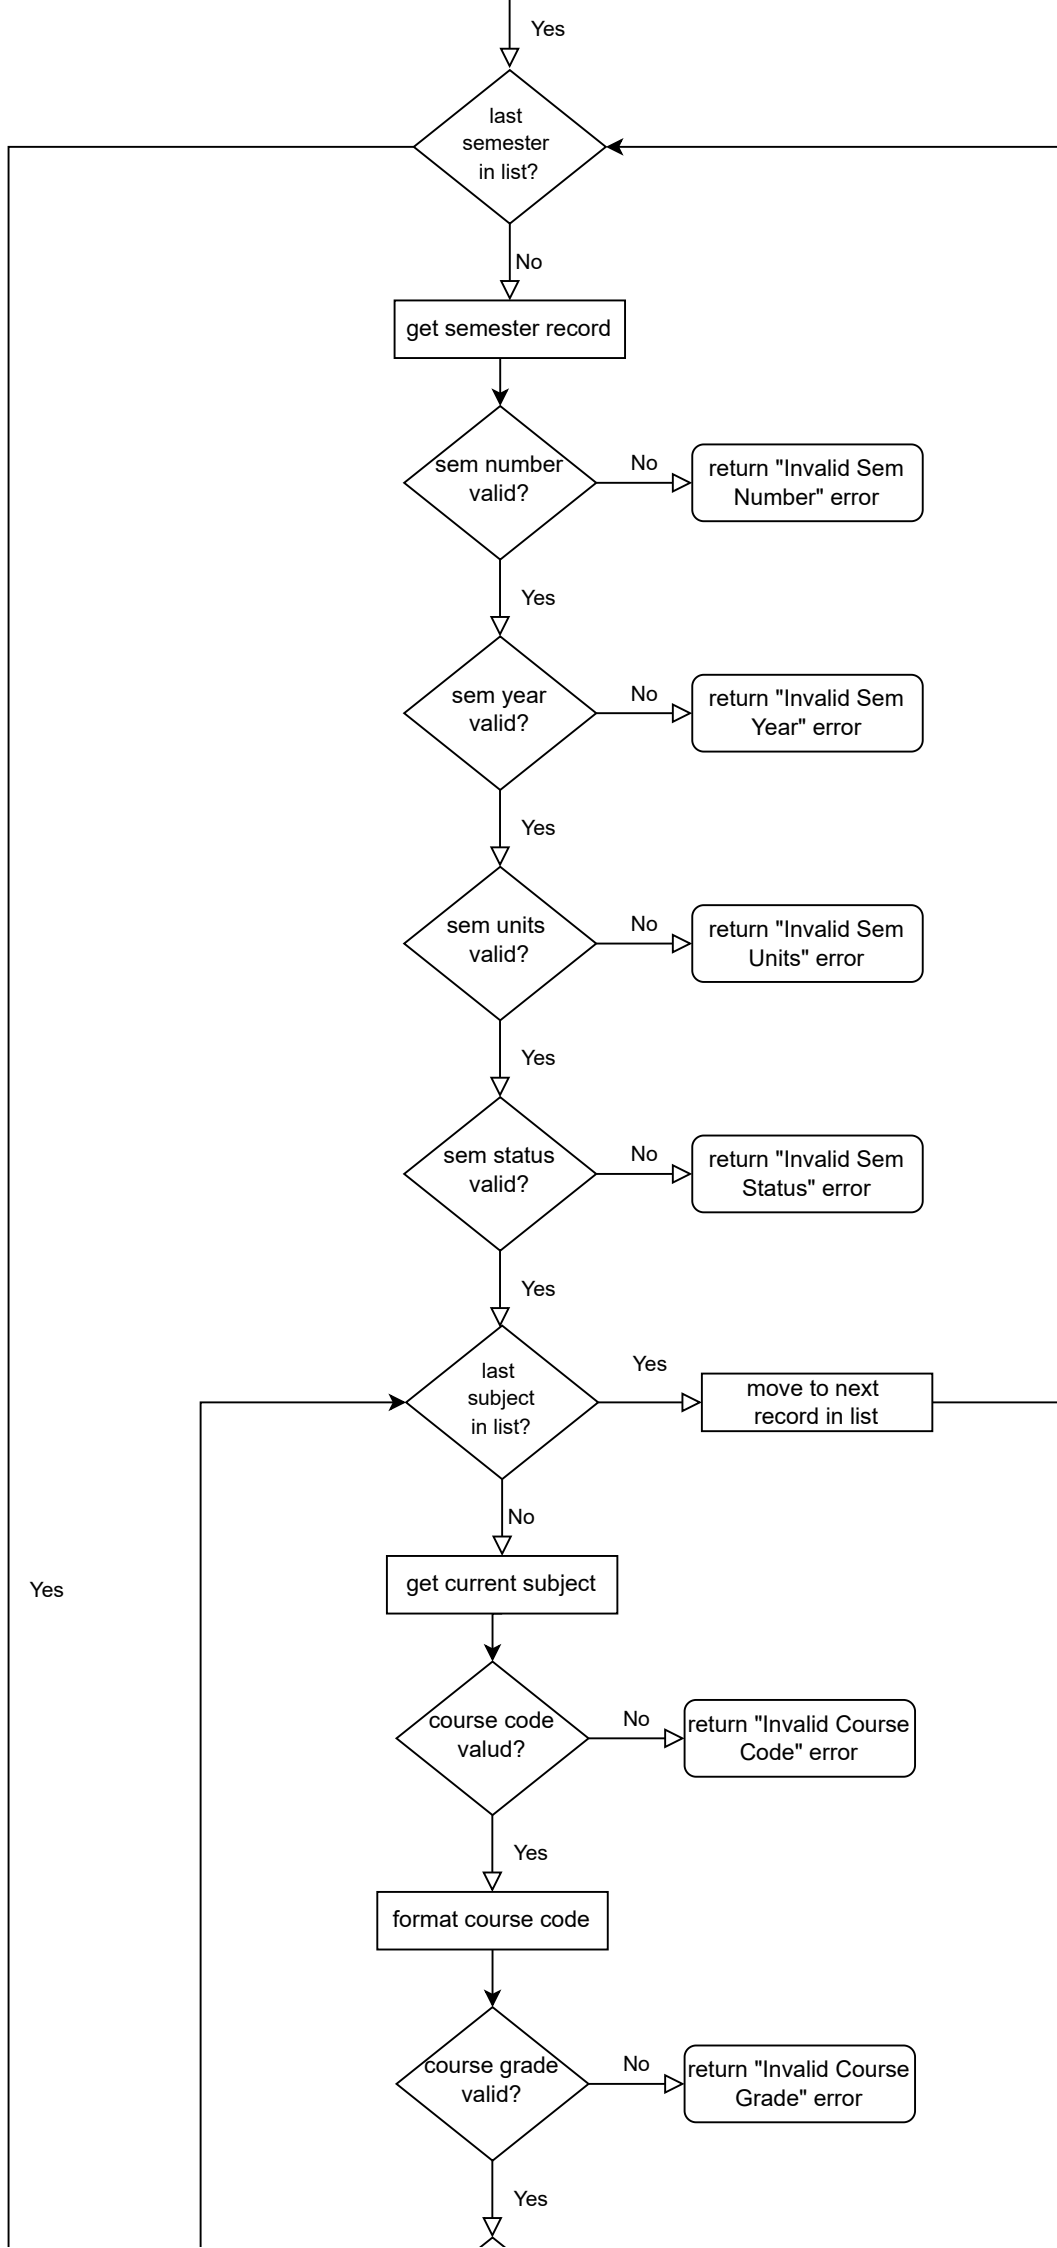 Yes
last
semester
in list?
No
get semester record
sem number
valid?
No
return "Invalid Sem
Number" error
Yes
sem year
valid?
No
return "Invalid Sem
Year" error
Yes
sem units
valid?
No
return "Invalid Sem
Units" error
Yes
sem status
valid?
No
return "Invalid Sem
Status" error
Yes
last
subject
in list?
Yes
move to next
record in list
No
get current subject
Yes
course code
valud?
No
return "Invalid Course
Code" error
Yes
format course code
course grade
valid?
No
return "Invalid Course
Grade" error
Yes